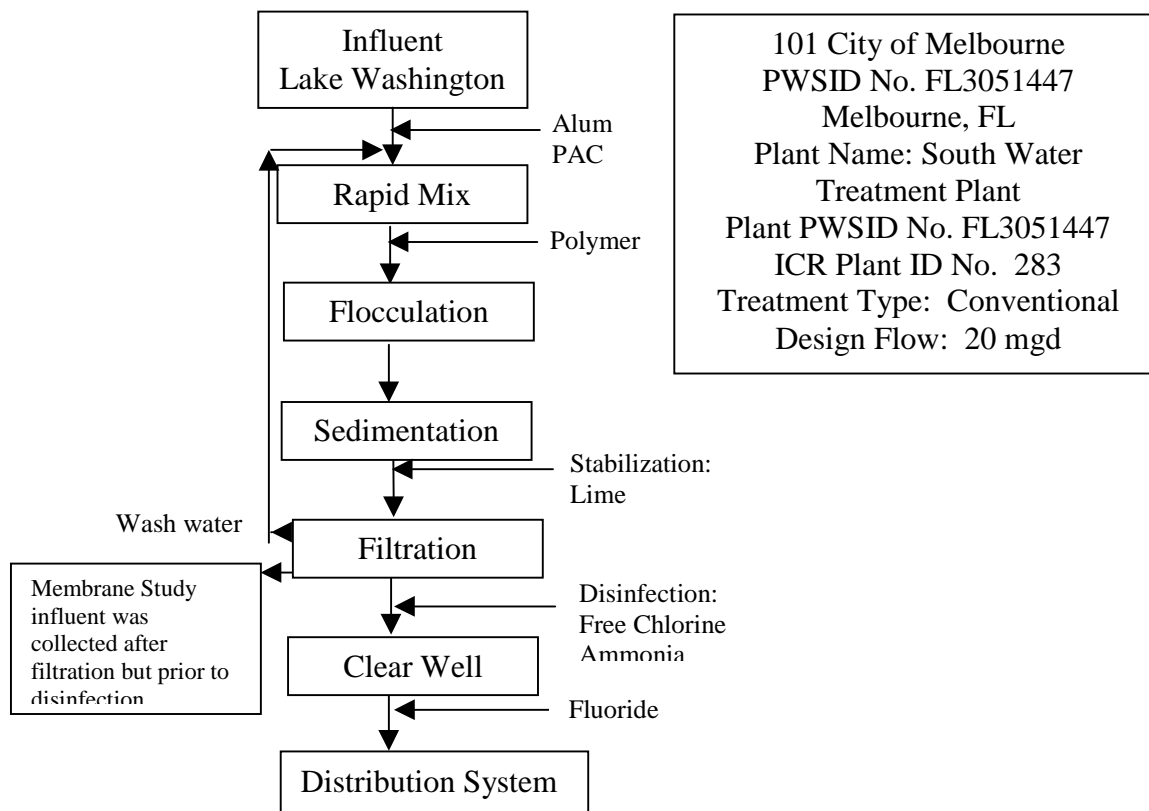 Influent
Lake Washington
Alum
PAC
Rapid Mix
Polymer
Flocculation
Sedimentation
Stabilization:
Lime
Wash water
Filtration
Membrane Study
influent was
collected after
filtration but prior to
disinfection
Disinfection:
Free Chlorine
Ammonia
Clear Well
Fluoride
Distribution System
101 City of Melbourne
PWSID No. FL3051447
Melbourne, FL
Plant Name: South Water
Treatment Plant
Plant PWSID No. FL3051447
ICR Plant ID No. 283
Treatment Type: Conventional
Design Flow: 20 mgd